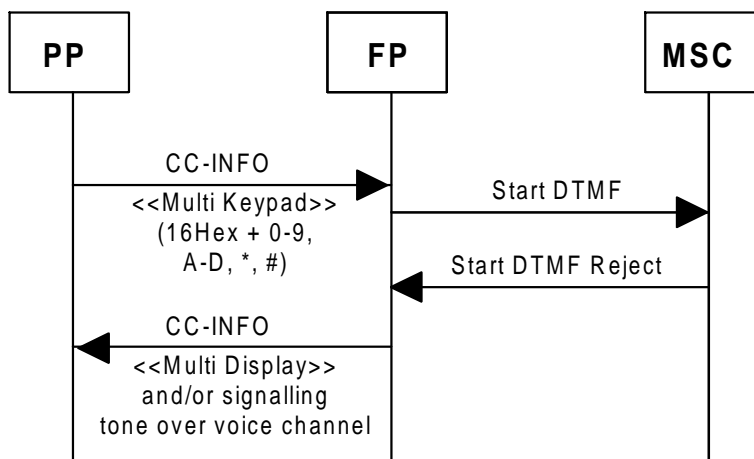 PP
FP
MSC
CC-INFO
<<Multi Keypad>>
(16Hex + 0-9,
A-D, *, #)
Start DTMF
Start DTMF Reject
CC-INFO
<<Multi Display>>
and/or signalling
tone over voice channel